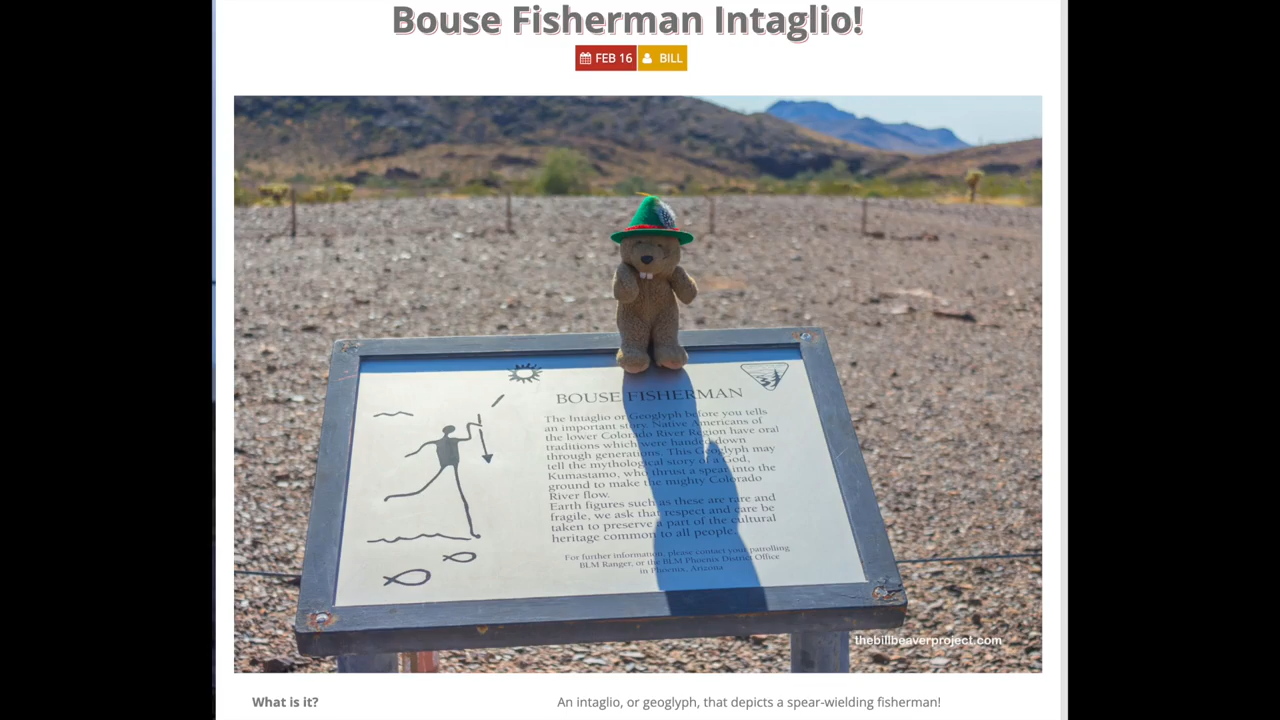 Bouse Fisherman Intaglio!
FEB 16 BILL
BOUSE FISHERMAN
The Intaglio or Geoglyph before you tells
an important story. Native Americans of
the lower Colorado River Region have oral
traditions which were handed down
through generations. This Geoglyph may
tell the mythological story of a God,
Kumastamo, who thrust a spear into the
ground to make the mighty Colorado
River flow.
Earth figures such as these are rare and
fragile, we ask that respect and care be
taken to preserve a part of the cultural
heritage common to all people.
For further information, please contact your patrolling
BLM Ranger, or the BLM Phoenix District Office
in Phoenix, Arizona
thebillbeaverproject.com
What is it? An intaglio, or geoglyph, that depicts a spear-wielding fisherman!